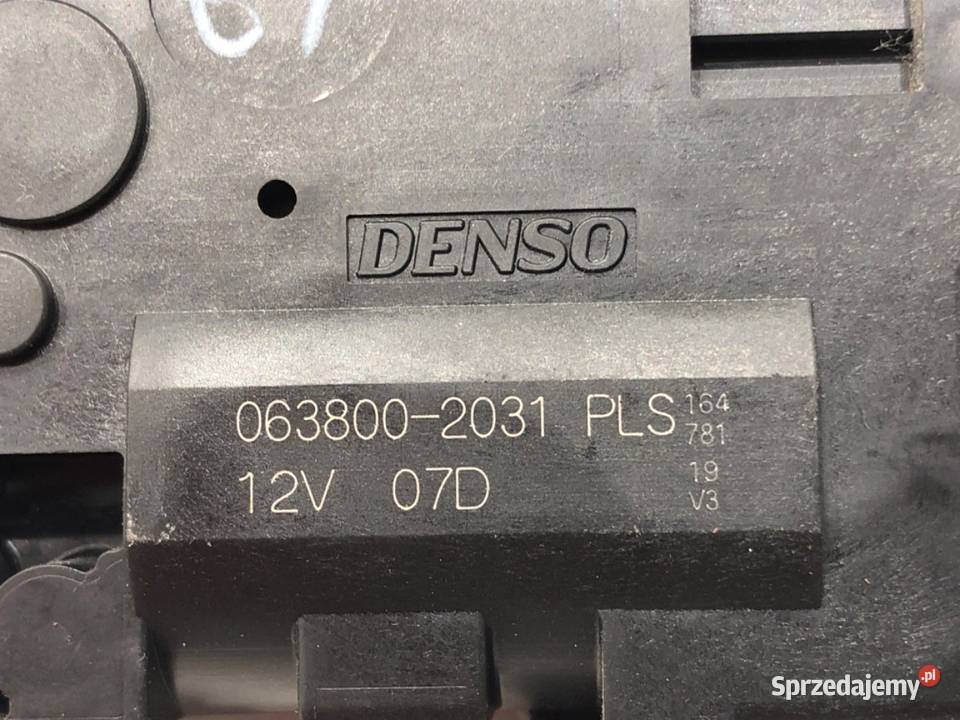 DENSO
063800-2031 PLS 164
781
12V 07D 19
V3
Sprzedajemy.pl